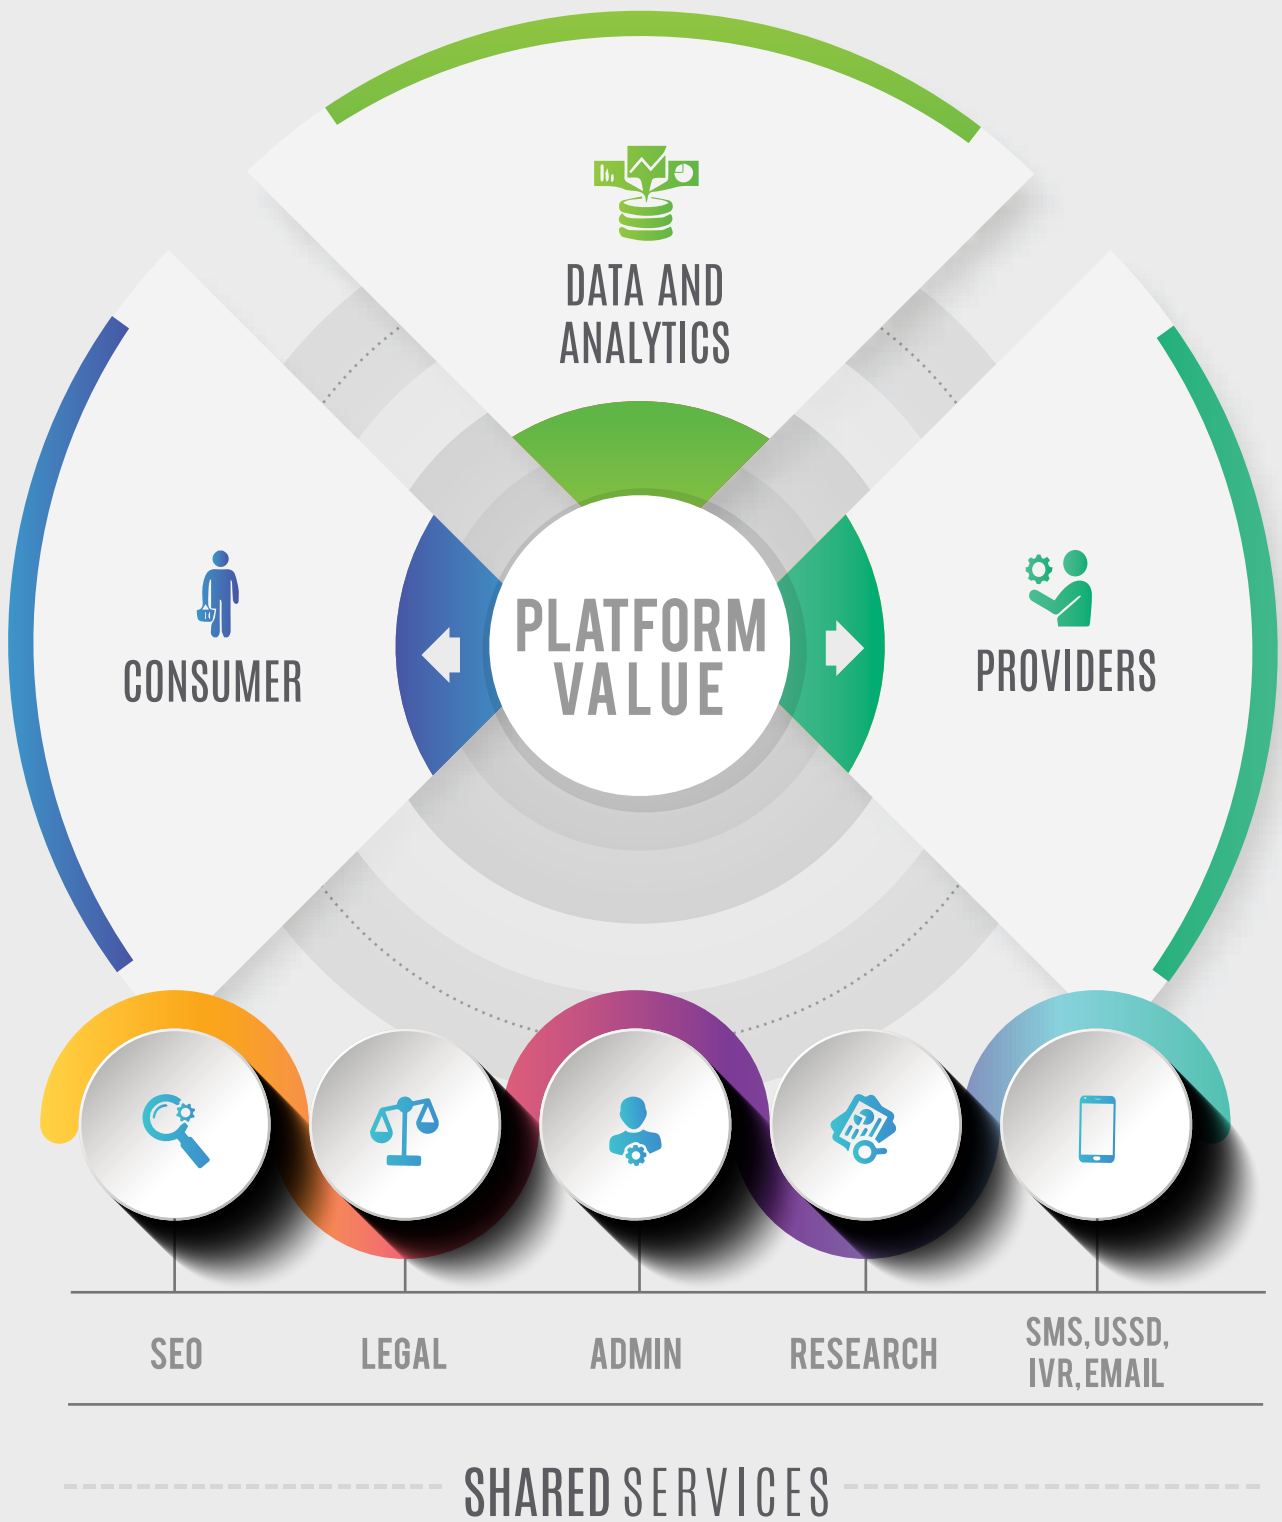 DATA AND
ANALYTICS
CONSUMER
PLATFORM
VALUE
PROVIDERS
SEO
LEGAL
ADMIN
RESEARCH
SMS, USSD,
IVR, EMAIL
SHARED SERVICES